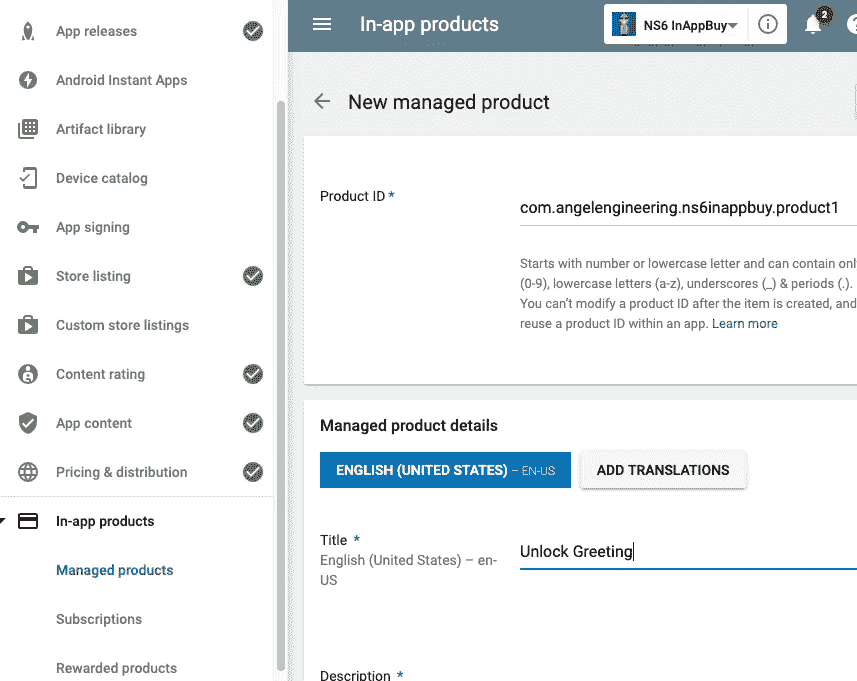 App releases
Android Instant Apps
Artifact library
Device catalog
App signing
Store listing
Custom store listings
Content rating
App content
Pricing & distribution
In-app products
Managed products
Subscriptions
Rewarded products
In-app products
NS6 InAppBuy
2
New managed product
Product ID *
com.angelengineering.ns6inappbuy.product1
Starts with number or lowercase letter and can contain onl
(0-9), lowercase letters (a-z), underscores (_) & periods (.).
You can't modify a product ID after the item is created, and
reuse a product ID within an app. Learn more
Managed product details
ENGLISH (UNITED STATES) – EN-US
ADD TRANSLATIONS
Title *
English (United States) – en-
US
Unlock Greeting
Description *